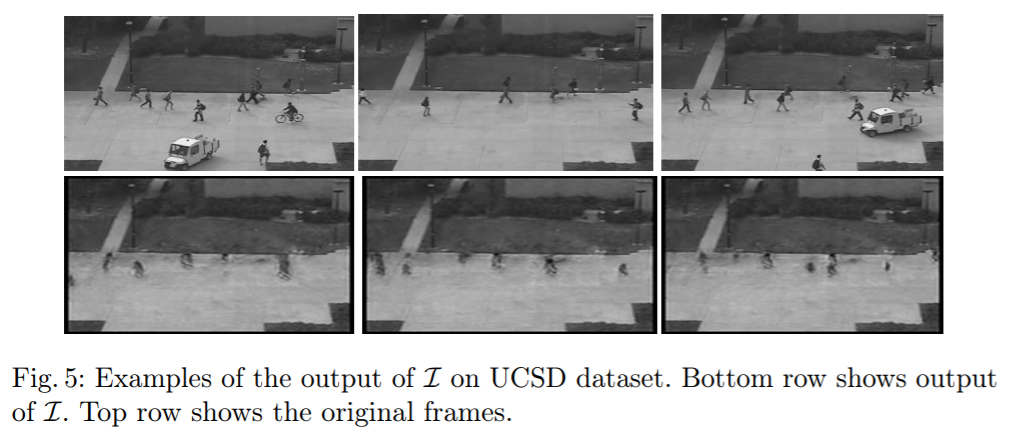 Fig. 5: Examples of the output of ℐ on UCSD dataset. Bottom row shows output
of ℐ. Top row shows the original frames.